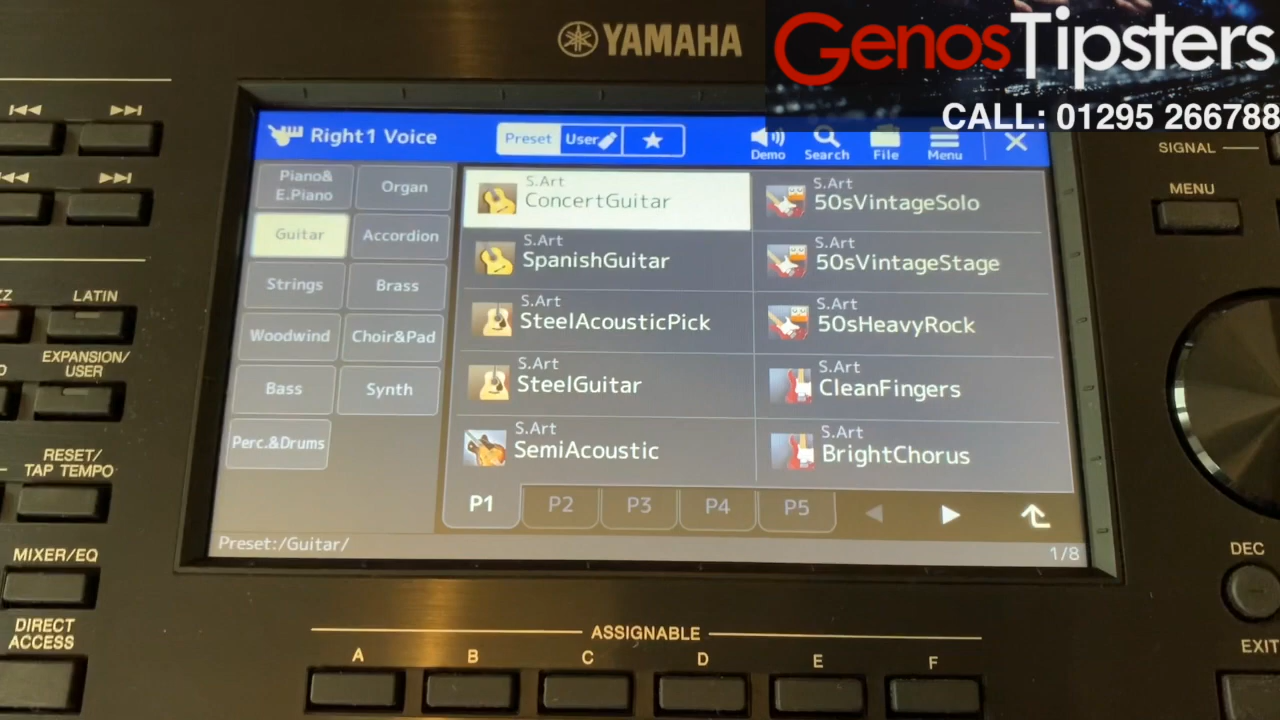 YAMAHA
GenosTipsters
CALL: 01295 266788
Right1 Voice
Preset
User
Demo
Search
File
Menu
Piano&
E.Piano
Organ
Guitar
Accordion
Strings
Brass
Woodwind
Choir&Pad
Bass
Synth
Perc.&Drums
S.Art
ConcertGuitar
S.Art
50sVintageSolo
S.Art
SpanishGuitar
S.Art
50sVintageStage
S.Art
SteelAcousticPick
S.Art
50sHeavyRock
S.Art
SteelGuitar
S.Art
CleanFingers
S.Art
SemiAcoustic
S.Art
BrightChorus
P1
P2
P3
P4
P5
Preset:/Guitar/
1/8
LATIN
EXPANSION/
USER
RESET/
TAP TEMPO
MIXER/EQ
DIRECT
ACCESS
ASSIGNABLE
A
B
C
D
E
F
SIGNAL
MENU
DEC
EXIT